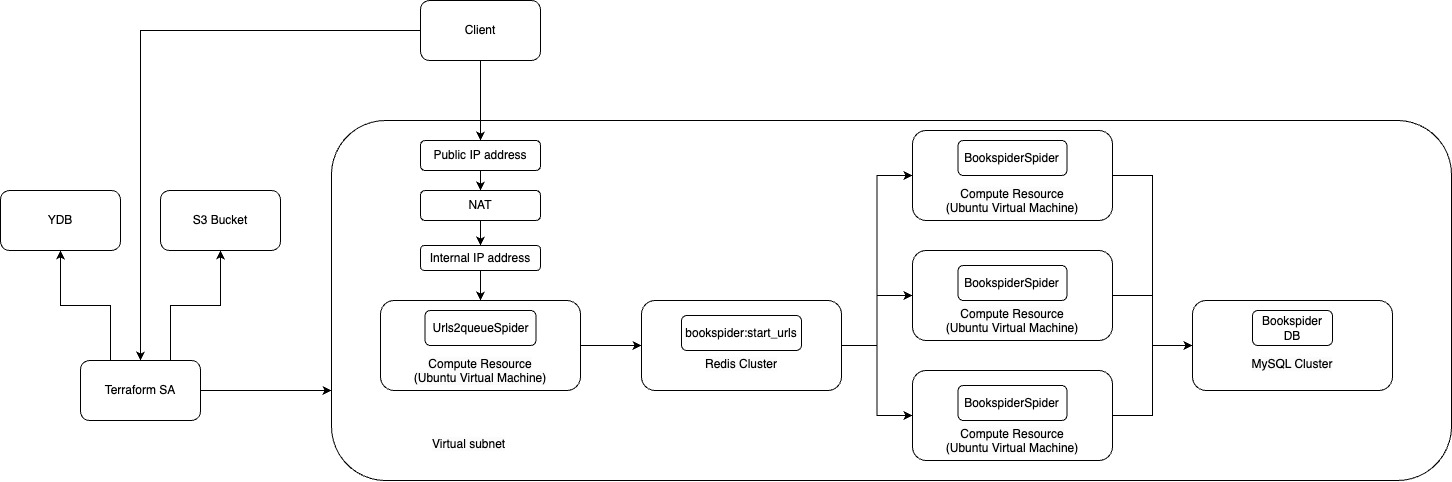 Client
Public IP address
NAT
Internal IP address
YDB
S3 Bucket
Terraform SA
Urls2queueSpider
Compute Resource
(Ubuntu Virtual Machine)
Virtual subnet
bookspider:start_urls
Redis Cluster
BookspiderSpider
Compute Resource
(Ubuntu Virtual Machine)
BookspiderSpider
Compute Resource
(Ubuntu Virtual Machine)
BookspiderSpider
Compute Resource
(Ubuntu Virtual Machine)
Bookspider
DB
MySQL Cluster